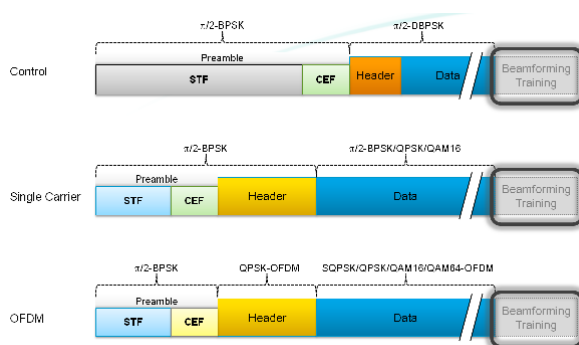 π/2-BPSK π/2-DBPSK
Preamble
Control STF CEF Header Data Beamforming
Training
π/2-BPSK π/2-BPSK/QPSK/QAM16
Preamble
Single Carrier STF CEF Header Data Beamforming
Training
π/2-BPSK QPSK-OFDM SQPSK/QPSK/QAM16/QAM64-OFDM
Preamble
OFDM STF CEF Header Data Beamforming
Training